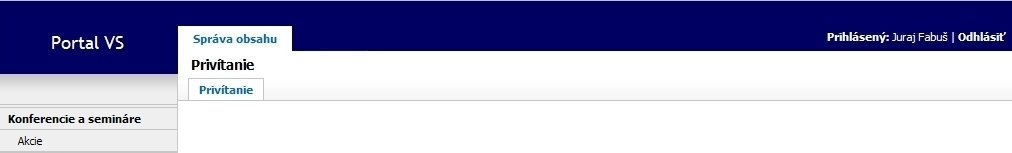 Portal VS
Správa obsahu
Prihlásený: Juraj Fabuš | Odhlásiť
Privítanie
Privítanie
Konferencie a semináre
Akcie